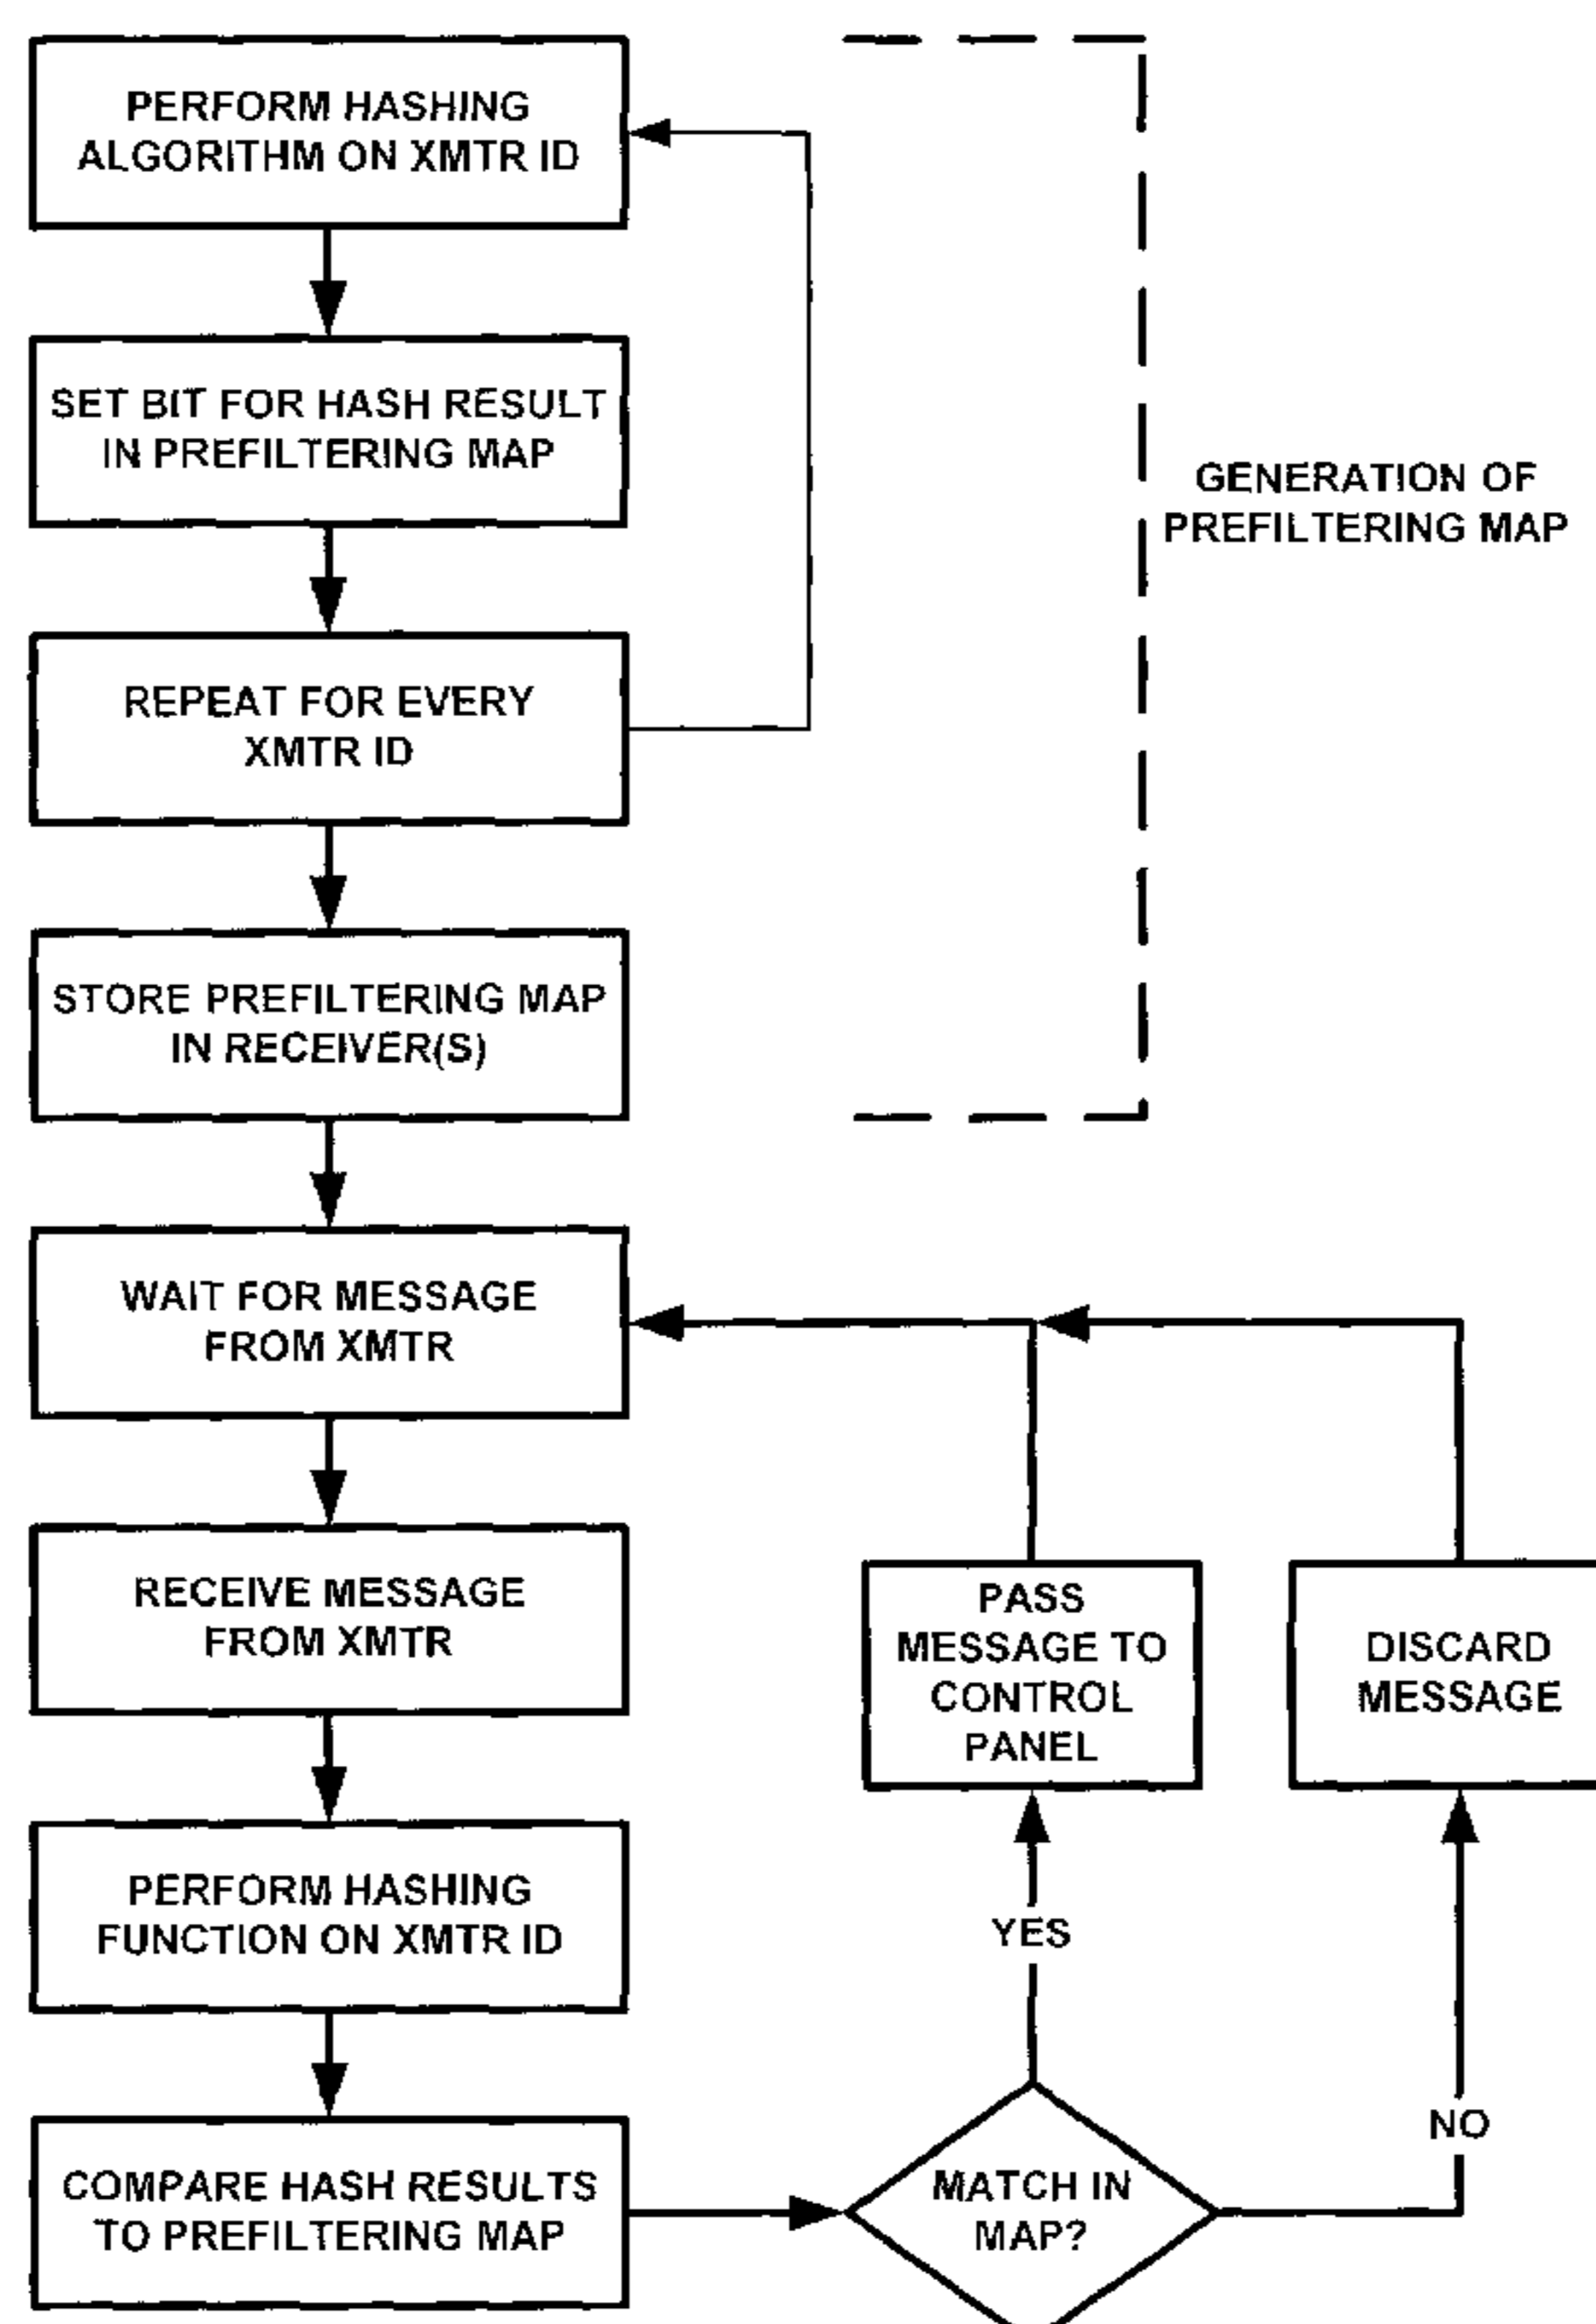 PERFORM HASHING
ALGORITHM ON XMTR ID
SET BIT FOR HASH RESULT
IN PREFILTERING MAP
GENERATION OF
PREFILTERING MAP
REPEAT FOR EVERY
XMTR ID
STORE PREFILTERING MAP
IN RECEIVER(S)
WAIT FOR MESSAGE
FROM XMTR
RECEIVE MESSAGE
FROM XMTR
PASS
MESSAGE TO
CONTROL
PANEL
DISCARD
MESSAGE
PERFORM HASHING
FUNCTION ON XMTR ID
YES
NO
COMPARE HASH RESULTS
TO PREFILTERING MAP
MATCH IN
MAP?